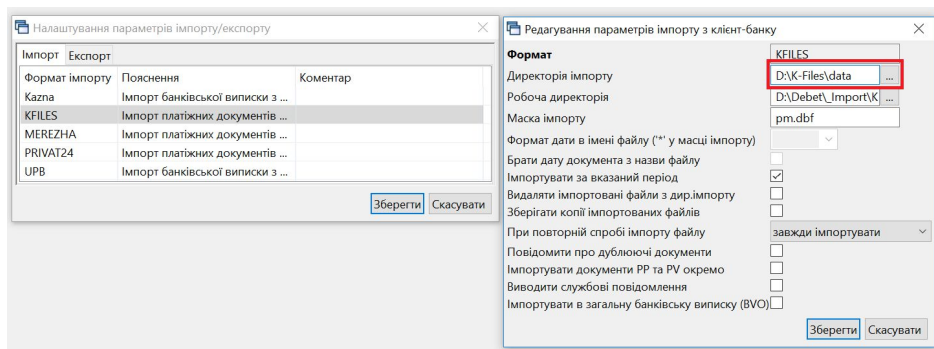 Налаштування параметрів імпорту/експорту
Імпорт Експорт
Формат імпорту Пояснення Коментар
Kazna Імпорт банківської виписки з ...
KFILES Імпорт платіжних документів ...
MEREZHA Імпорт платіжних документів ...
PRIVAT24 Імпорт платіжних документів ...
UPB Імпорт банківської виписки з ...
Зберегти Скасувати
Редагування параметрів імпорту з клієнт-банку
Формат KFILES
Директорія імпорту D:\K-Files\data ...
Робоча директорія D:\Debet\_Import\K ...
Маска імпорту pm.dbf
Формат дати в імені файлу ('*' у масці імпорту)
Брати дату документа з назви файлу
Імпортувати за вказаний період
Видаляти імпортовані файли з дир.імпорту
Зберігати копії імпортованих файлів
При повторній спробі імпорту файлу завжди імпортувати
Повідомити про дублюючі документи
Імпортувати документи PP та PV окремо
Виводити службові повідомлення
Імпортувати в загальну банківську виписку (BVO)
Зберегти Скасувати